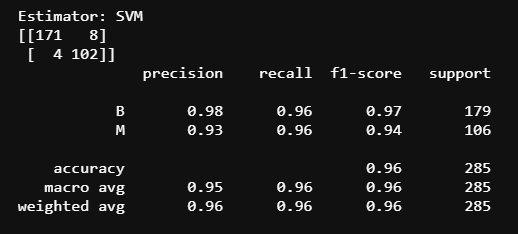 Estimator: SVM
[[171 8]
[ 4 102]]
precision recall f1-score support
B 0.98 0.96 0.97 179
M 0.93 0.96 0.94 106
accuracy 0.96 285
macro avg 0.95 0.96 0.96 285
weighted avg 0.96 0.96 0.96 285